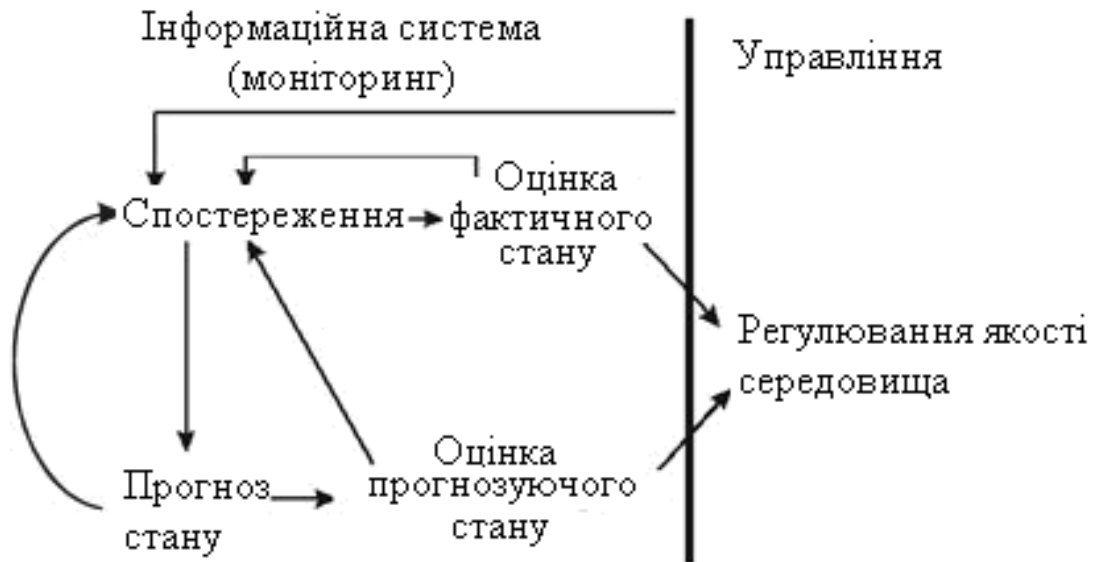 Інформаційна система
(моніторинг)
Управління
Спостереження
Оцінка
фактичного
стану
Регулювання якості
середовища
Прогноз
стану
Оцінка
прогнозуючого
стану